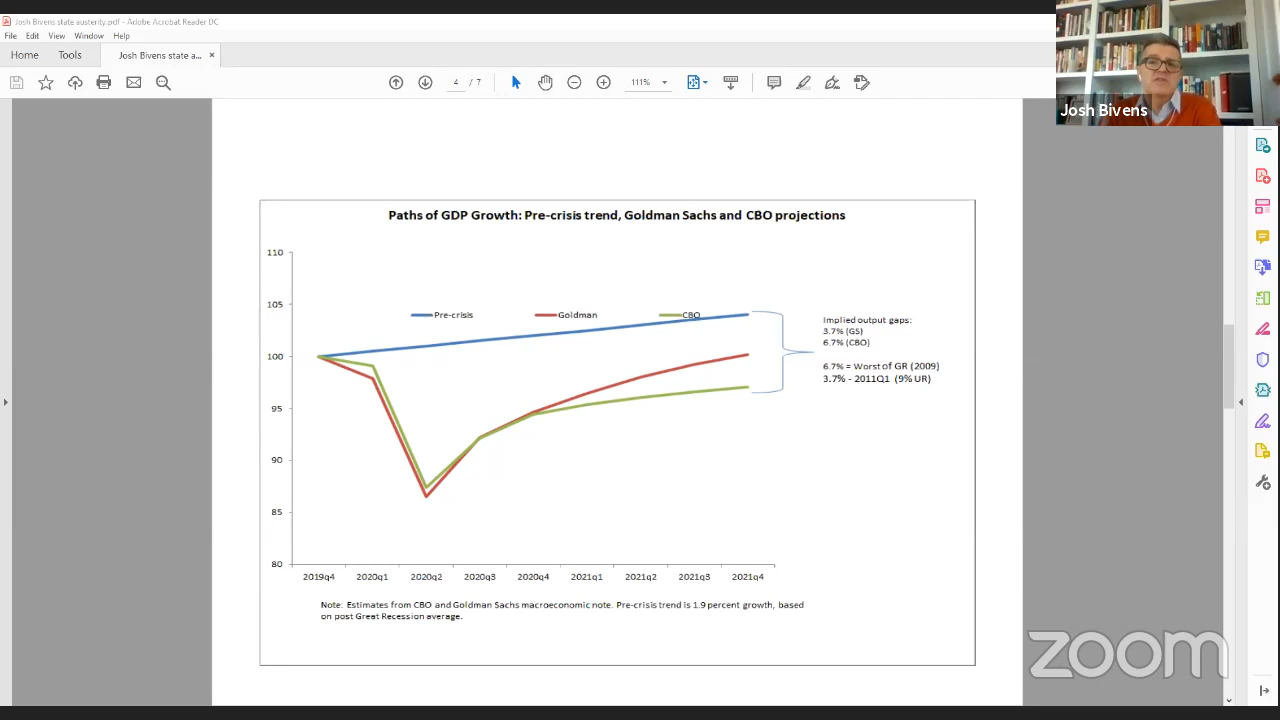 Josh Bivens state austerity.pdf - Adobe Acrobat Reader DC
File Edit View Window Help
Home Tools Josh Bivens state a... ×
4 / 7 111%
Josh Bivens
Paths of GDP Growth: Pre-crisis trend, Goldman Sachs and CBO projections
110
105
100
95
90
85
80
Pre-crisis Goldman CBO
Implied output gaps:
3.7% (GS)
6.7% (CBO)
6.7% = Worst of GR (2009)
3.7% - 2011Q1 (9% UR)
2019q4 2020q1 2020q2 2020q3 2020q4 2021q1 2021q2 2021q3 2021q4
Note: Estimates from CBO and Goldman Sachs macroeconomic note. Pre-crisis trend is 1.9 percent growth, based
on post Great Recession average.
zoom